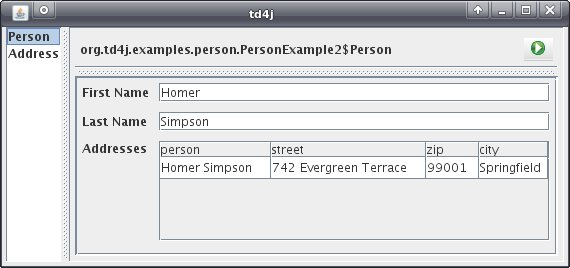 td4j
Person
Address
org.td4j.examples.person.PersonExample2$Person
First Name Homer
Last Name Simpson
Addresses person street zip city
Homer Simpson 742 Evergreen Terrace 99001 Springfield